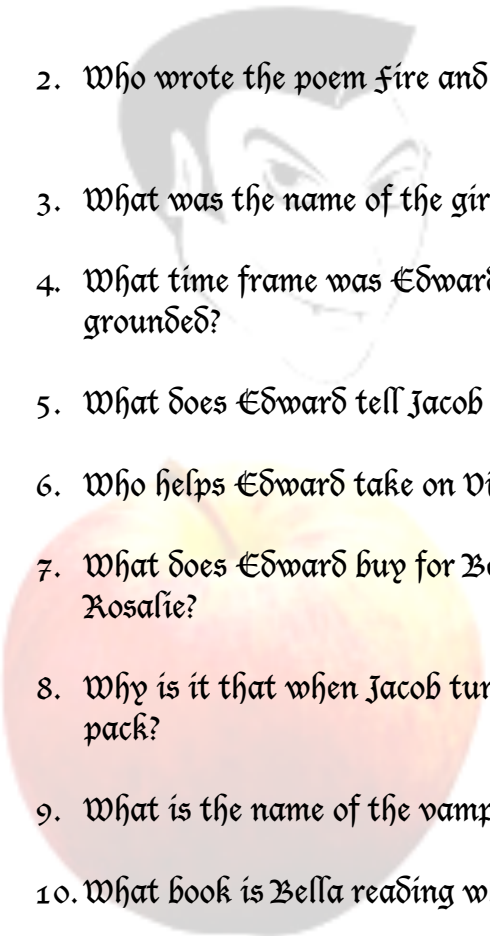 2. Who wrote the poem Fire and
3. What was the name of the gir
4. What time frame was Edward
grounded?
5. What does Edward tell Jacob
6. Who helps Edward take on Vi
7. What does Edward buy for Be
Rosalie?
8. Why is it that when Jacob tur
pack?
9. What is the name of the vamp
10. What book is Bella reading w